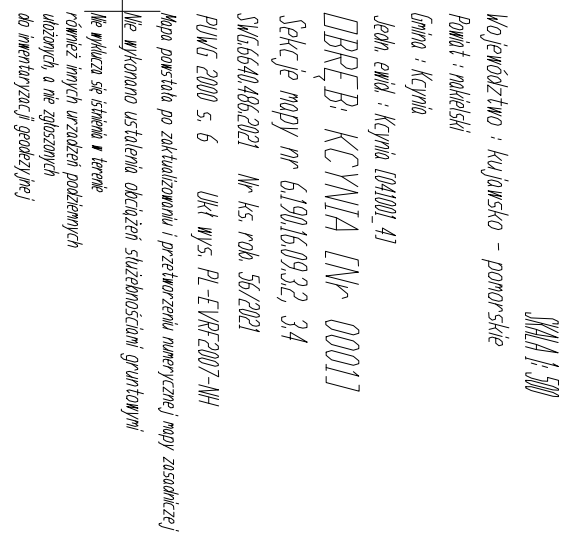 SKALA 1: 500
Województwo : kujawsko - pomorskie
Powiat : nakielski
Gmina : Kcynia
Jedn. ewid. : Kcynia [041001_4]
OBRĘB: KCYNIA [Nr 0001]
Sekcje mapy nr 6.190.16.09.3.2, 3.4
SWG.6640.486.2021 Nr ks. rob. 56/2021
PUWG 2000 s. 6 Ukł wys. PL-EVRF2007-NH
Mapa powstała po zaktualizowaniu i przetworzeniu numerycznej mapy zasadniczej
Nie wykonano ustalenia obciążeń służebnościami gruntowymi
Nie wyklucza się istnienia w terenie
również innych urządzeń podziemnych
ułożonych, a nie zgłoszonych
do inwentaryzacji geodezyjnej